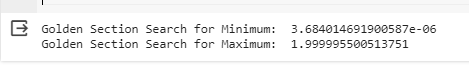 Golden Section Search for Minimum:  3.684014691900587e-06
Golden Section Search for Maximum:  1.999995500513751